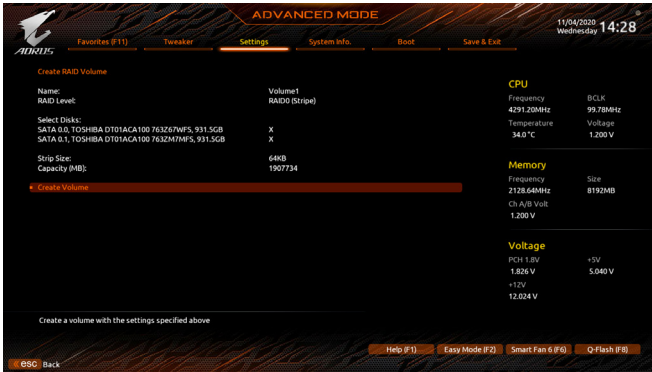 ADVANCED MODE
11/04/2020 14:28
Wednesday
AORUS
Favorites (F11) Tweaker Settings System Info. Boot Save & Exit
Create RAID Volume
Name: Volume1
RAID Level: RAID0 (Stripe)
Select Disks:
SATA 0.0, TOSHIBA DT01ACA100 763Z67WFS, 931.5GB X
SATA 0.1, TOSHIBA DT01ACA100 763ZM7MFS, 931.5GB X
Strip Size: 64KB
Capacity (MB): 1907734
Create Volume
CPU
Frequency BCLK
4291.20MHz 99.78MHz
Temperature Voltage
34.0 °C 1.200 V
Memory
Frequency Size
2128.64MHz 8192MB
Ch A/B Volt
1.200 V
Voltage
PCH 1.8V +5V
1.826 V 5.040 V
+12V
12.024 V
Create a volume with the settings specified above
Help (F1) Easy Mode (F2) Smart Fan 6 (F6) Q-Flash (F8)
esc Back